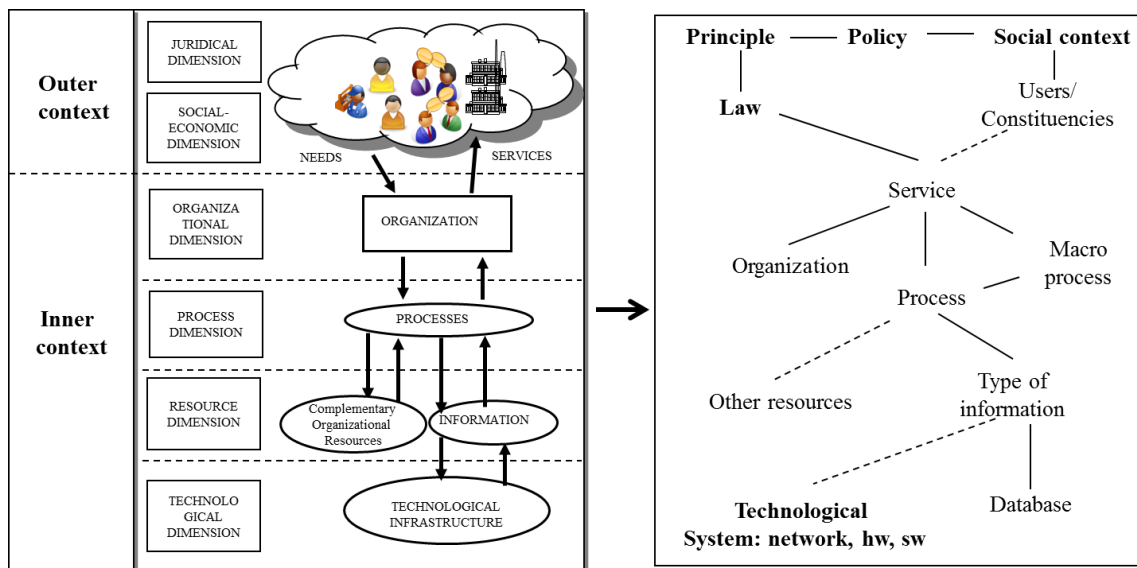 Outer
context
JURIDICAL
DIMENSION
SOCIAL-
ECONOMIC
DIMENSION
NEEDS
SERVICES
Inner
context
ORGANIZA
TIONAL
DIMENSION
ORGANIZATION
PROCESS
DIMENSION
PROCESSES
RESOURCE
DIMENSION
Complementary
Organizational
Resources
INFORMATION
TECHNOLO
GICAL
DIMENSION
TECHNOLOGICAL
INFRASTRUCTURE
Principle
Policy
Social context
Law
Users/
Constituencies
Service
Organization
Macro
process
Process
Other resources
Type of
information
Technological
System: network, hw, sw
Database